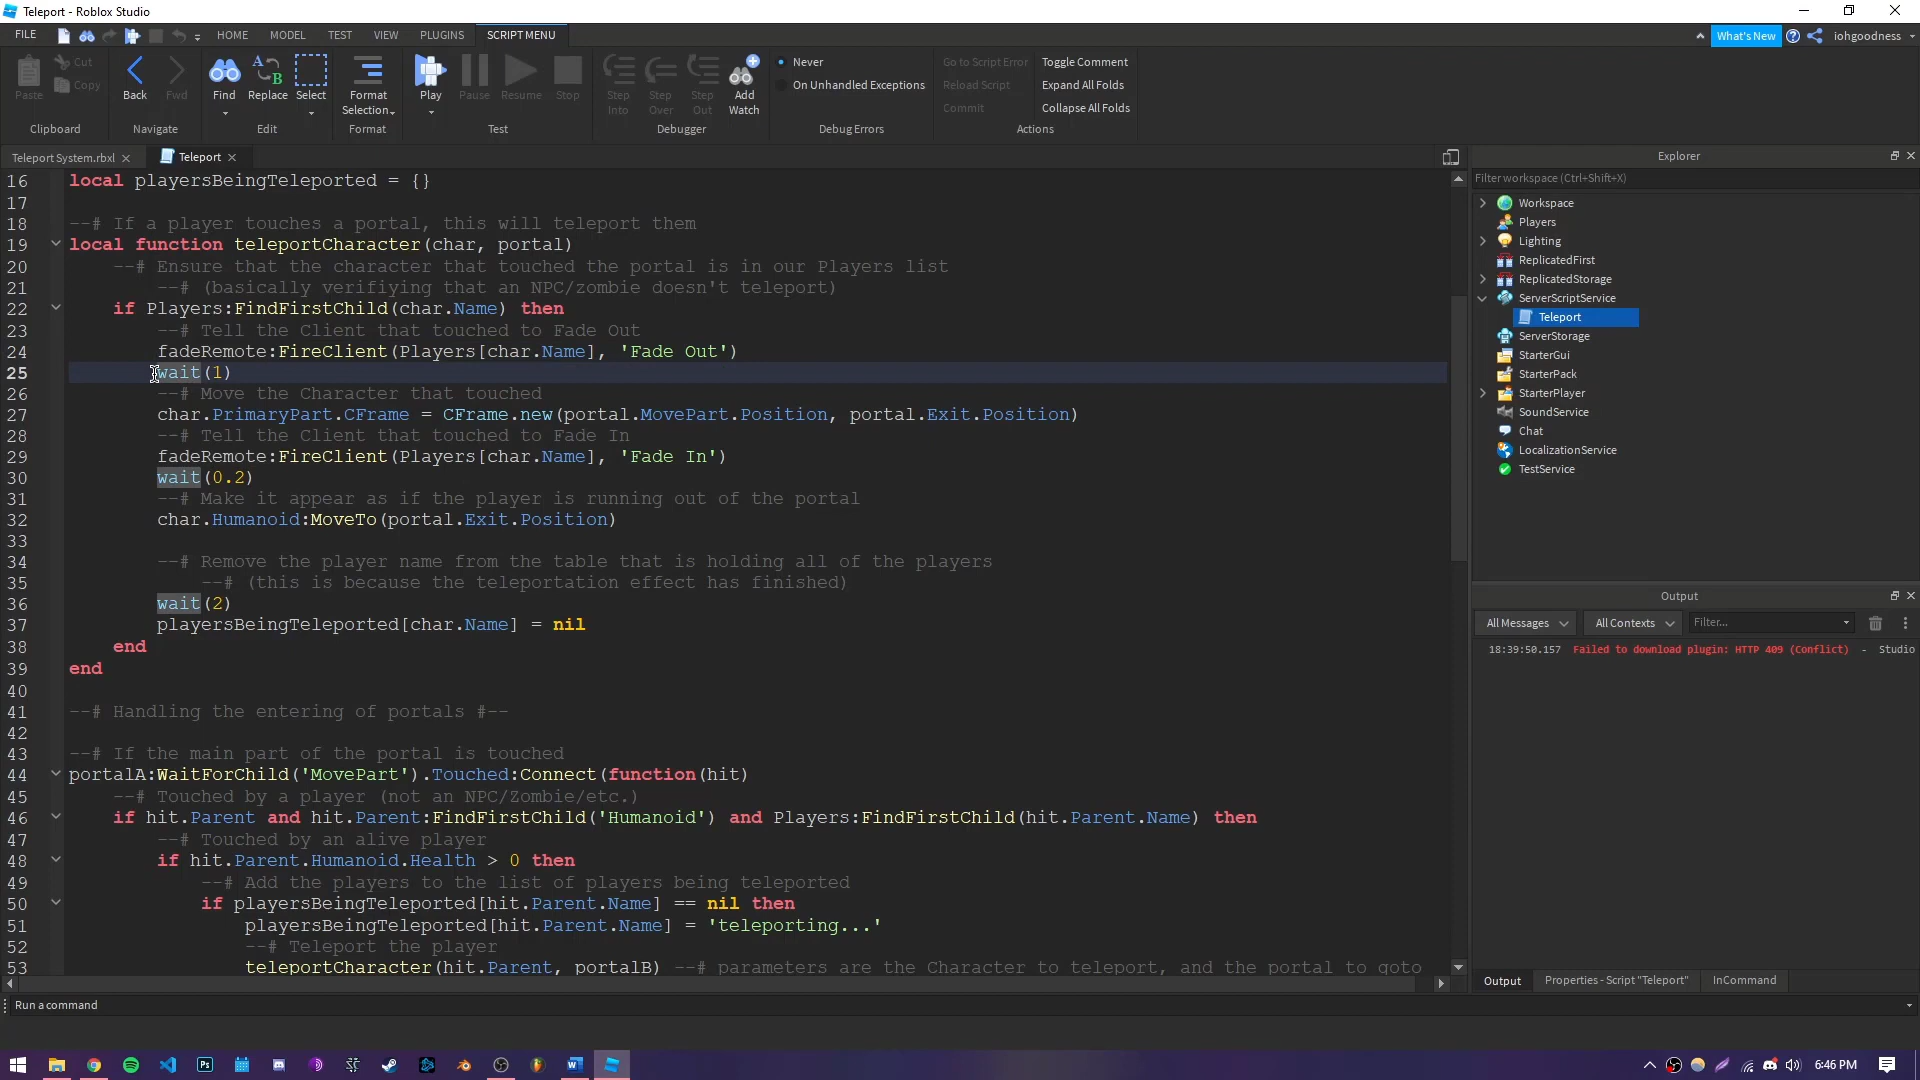 Teleport - Roblox Studio
FILE
HOME
MODEL
TEST
VIEW
PLUGINS
SCRIPT MENU
What's New
iohgoodness
Paste
Cut
Copy
Clipboard
Back
Fwd
Navigate
Find
Replace
Select
Edit
Format
Selection
Format
Play
Pause
Resume
Stop
Test
Step
Into
Step
Over
Step
Out
Add
Watch
Debugger
Never
On Unhandled Exceptions
Debug Errors
Go to Script Error
Reload Script
Commit
Toggle Comment
Expand All Folds
Collapse All Folds
Actions
Teleport System.rbxl
Teleport
16 local playersBeingTeleported = {}
17
18 --# If a player touches a portal, this will teleport them
19 local function teleportCharacter(char, portal)
20 --# Ensure that the character that touched the portal is in our Players list
21 --# (basically verifiying that an NPC/zombie doesn't teleport)
22 if Players:FindFirstChild(char.Name) then
23 --# Tell the Client that touched to Fade Out
24 fadeRemote:FireClient(Players[char.Name], 'Fade Out')
25 wait(1)
26 --# Move the Character that touched
27 char.PrimaryPart.CFrame = CFrame.new(portal.MovePart.Position, portal.Exit.Position)
28 --# Tell the Client that touched to Fade In
29 fadeRemote:FireClient(Players[char.Name], 'Fade In')
30 wait(0.2)
31 --# Make it appear as if the player is running out of the portal
32 char.Humanoid:MoveTo(portal.Exit.Position)
33
34 --# Remove the player name from the table that is holding all of the players
35 --# (this is because the teleportation effect has finished)
36 wait(2)
37 playersBeingTeleported[char.Name] = nil
38 end
39 end
40
41 --# Handling the entering of portals #--
42
43 --# If the main part of the portal is touched
44 portalA:WaitForChild('MovePart').Touched:Connect(function(hit)
45 --# Touched by a player (not an NPC/Zombie/etc.)
46 if hit.Parent and hit.Parent:FindFirstChild('Humanoid') and Players:FindFirstChild(hit.Parent.Name) then
47 --# Touched by an alive player
48 if hit.Parent.Humanoid.Health > 0 then
49 --# Add the players to the list of players being teleported
50 if playersBeingTeleported[hit.Parent.Name] == nil then
51 playersBeingTeleported[hit.Parent.Name] = 'teleporting...'
52 --# Teleport the player
53 teleportCharacter(hit.Parent, portalB) --# parameters are the Character to teleport, and the portal to goto
Run a command
Explorer
Filter workspace (Ctrl+Shift+X)
Workspace
Players
Lighting
ReplicatedFirst
ReplicatedStorage
ServerScriptService
Teleport
ServerStorage
StarterGui
StarterPack
StarterPlayer
SoundService
Chat
LocalizationService
TestService
Output
All Messages
All Contexts
Filter...
18:39:50.157 Failed to download plugin: HTTP 409 (Conflict) - Studio
Output
Properties - Script "Teleport"
InCommand
6:46 PM